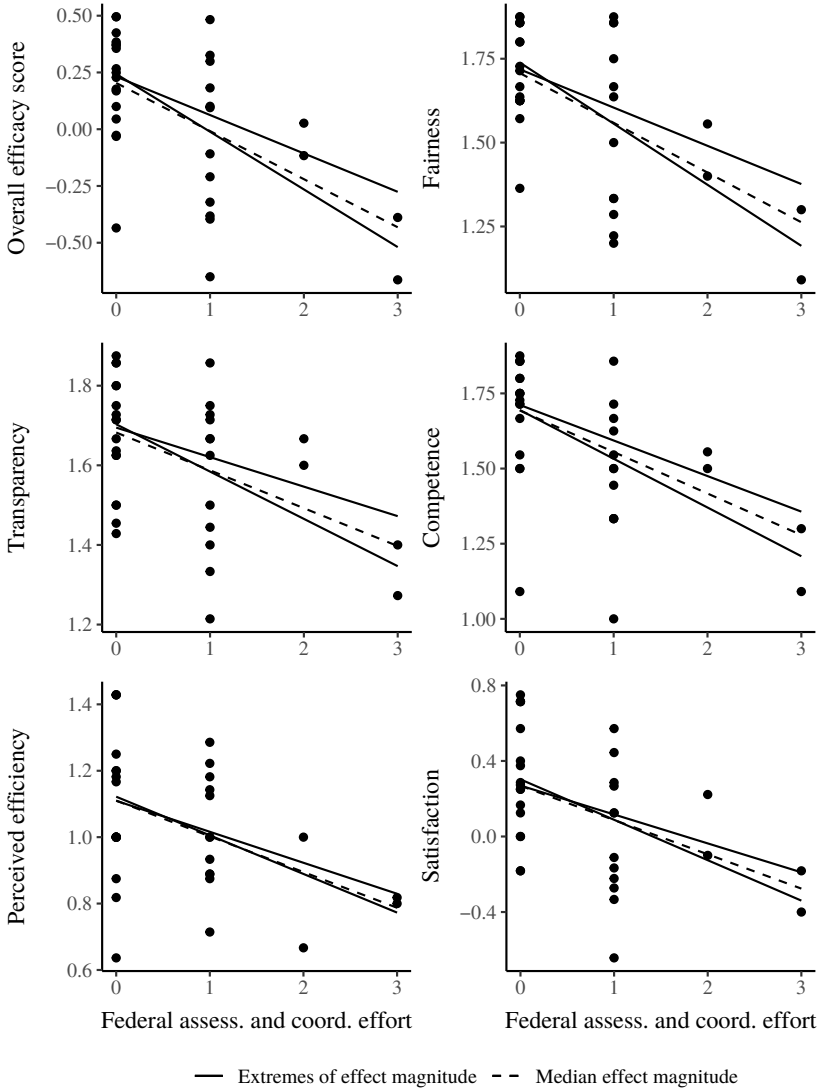 Overall efficacy score
0.50
0.25
0.00
−0.25
−0.50
0 1 2 3
Fairness
1.75
1.50
1.25
0 1 2 3
Transparency
1.8
1.6
1.4
1.2
0 1 2 3
Competence
1.75
1.50
1.25
1.00
0 1 2 3
Perceived efficiency
1.4
1.2
1.0
0.8
0.6
0 1 2 3
Federal assess. and coord. effort
Satisfaction
0.8
0.4
0.0
−0.4
0 1 2 3
Federal assess. and coord. effort
Extremes of effect magnitude Median effect magnitude